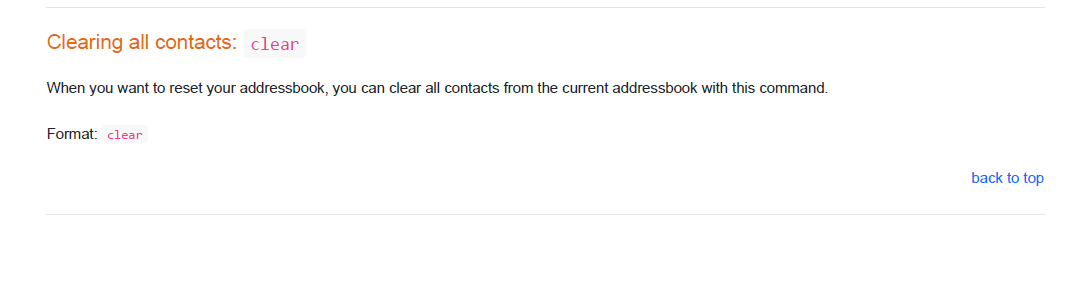 Clearing all contacts: clear
When you want to reset your addressbook, you can clear all contacts from the current addressbook with this command.
Format: clear
back to top